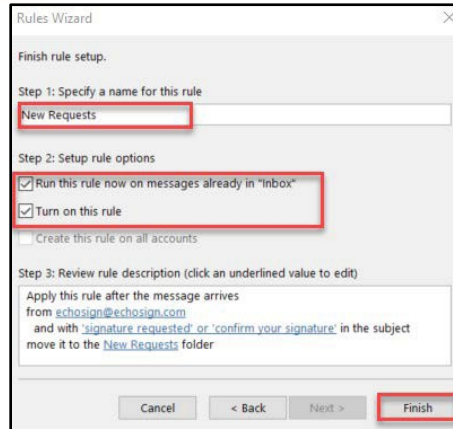 Rules Wizard
Finish rule setup.
Step 1: Specify a name for this rule
New Requests
Step 2: Setup rule options
Run this rule now on messages already in "Inbox"
Turn on this rule
Create this rule on all accounts
Step 3: Review rule description (click an underlined value to edit)
Apply this rule after the message arrives
from echosign@echosign.com
and with 'signature requested' or 'confirm your signature' in the subject
move it to the New Requests folder
Cancel < Back Next > Finish